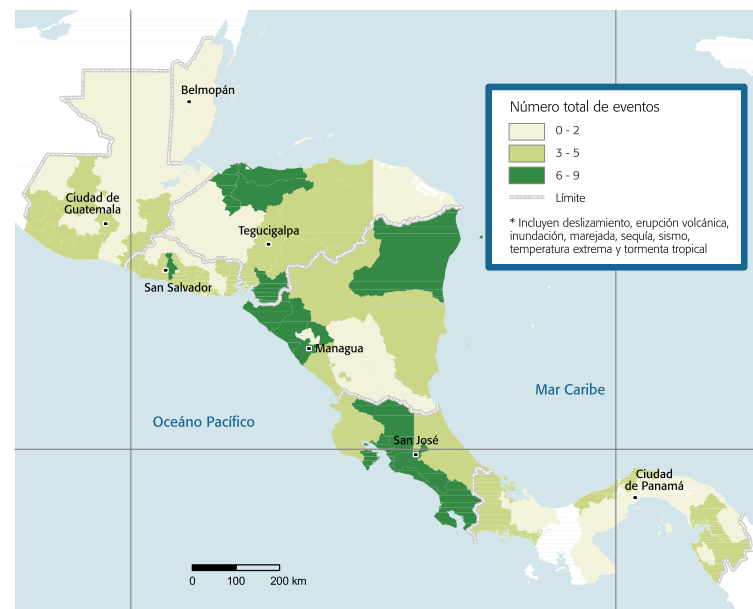 Belmopán
Número total de eventos
0 - 2
3 - 5
6 - 9
Límite
* Incluyen deslizamiento, erupción volcánica,
inundación, marejada, sequía, sismo,
temperatura extrema y tormenta tropical
Ciudad de
Guatemala
Tegucigalpa
San Salvador
Managua
Mar Caribe
Oceáno Pacífico
San José
Ciudad
de Panamá
0 100 200 km